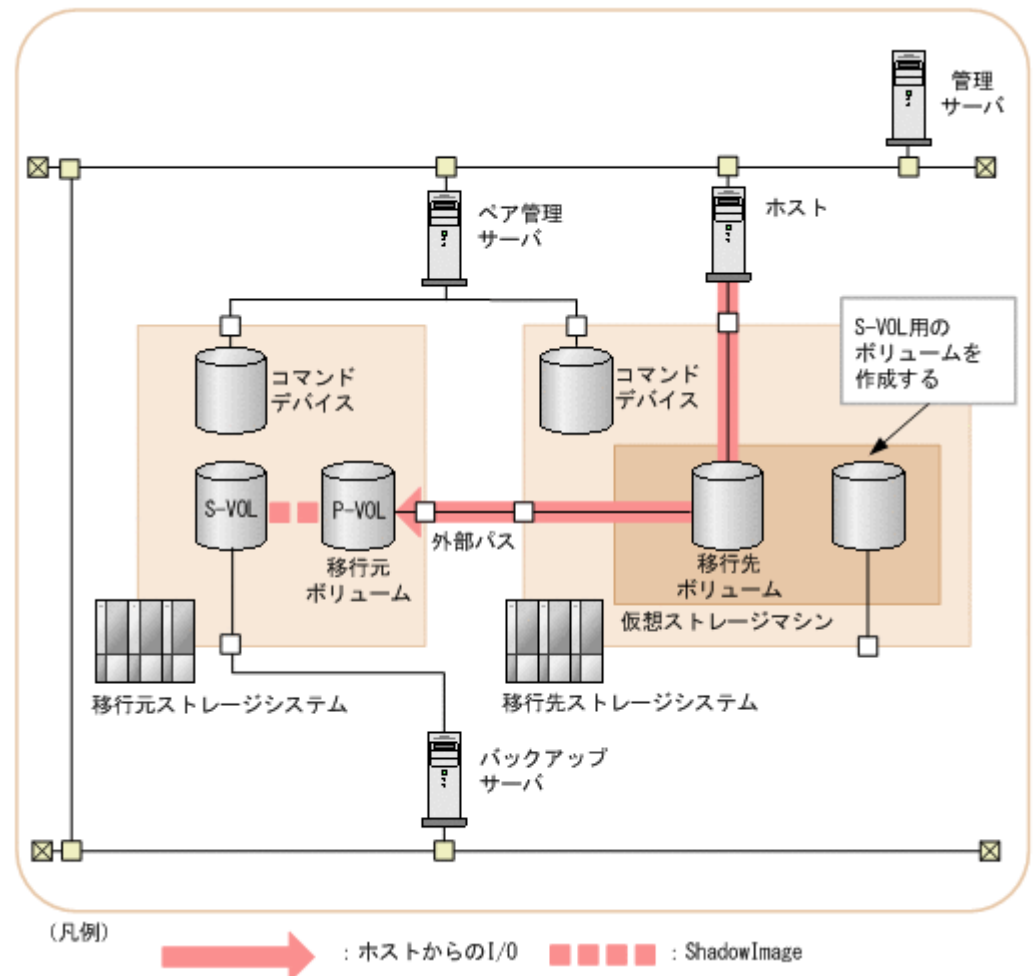 管理
サーバ
ペア管理
サーバ
ホスト
S-VOL用の
ボリュームを
作成する
コマンド
デバイス
コマンド
デバイス
S-VOL
P-VOL
外部パス
移行元
ボリューム
移行先
ボリューム
仮想ストレージマシン
移行元ストレージシステム
移行先ストレージシステム
バックアップ
サーバ
(凡例)
：ホストからのI/O
：ShadowImage